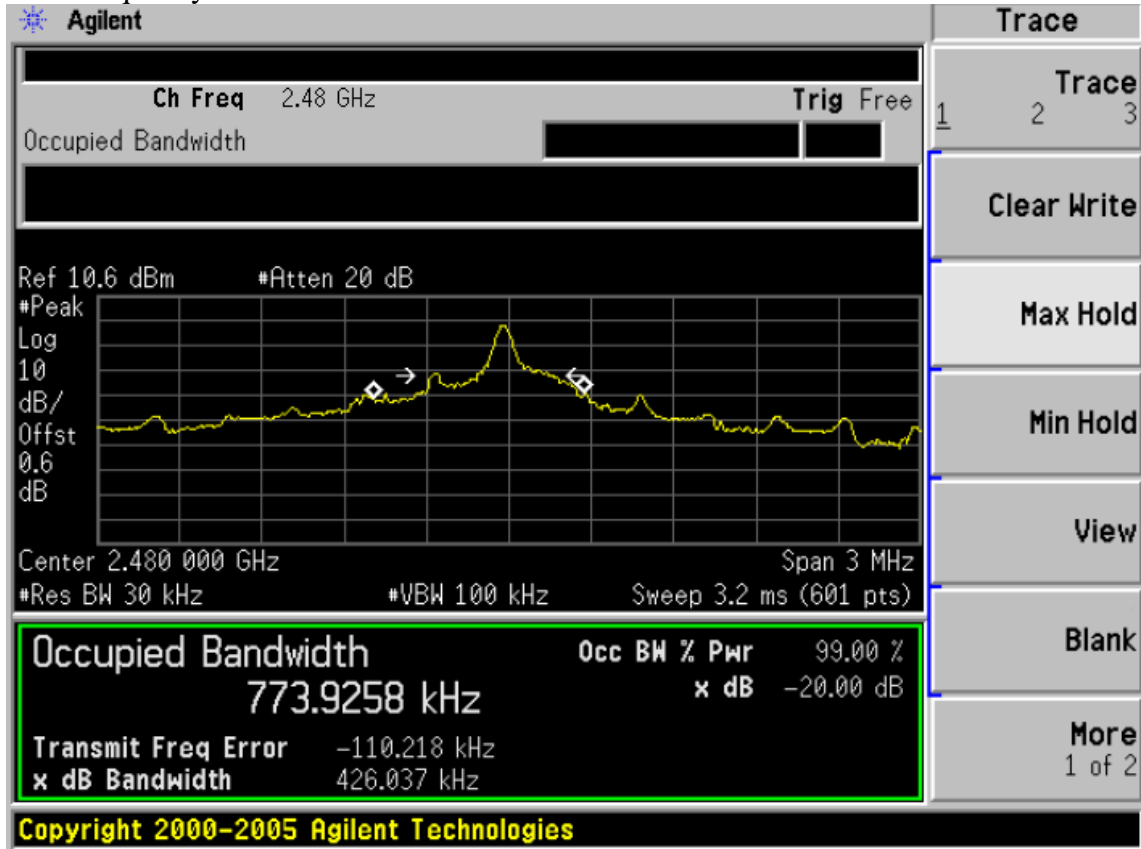 Agilent
Trace
Ch Freq 2.48 GHz
Trig Free
Occupied Bandwidth
Trace
1 2 3
Clear Write
Max Hold
Min Hold
View
Blank
More
1 of 2
Ref 10.6 dBm
#Atten 20 dB
#Peak
Log
10
dB/
Offst
0.6
dB
Center 2.480 000 GHz
Span 3 MHz
#Res BW 30 kHz
#VBW 100 kHz
Sweep 3.2 ms (601 pts)
Occupied Bandwidth
773.9258 kHz
Occ BW % Pwr 99.00 %
x dB -20.00 dB
Transmit Freq Error -110.218 kHz
x dB Bandwidth 426.037 kHz
Copyright 2000-2005 Agilent Technologies